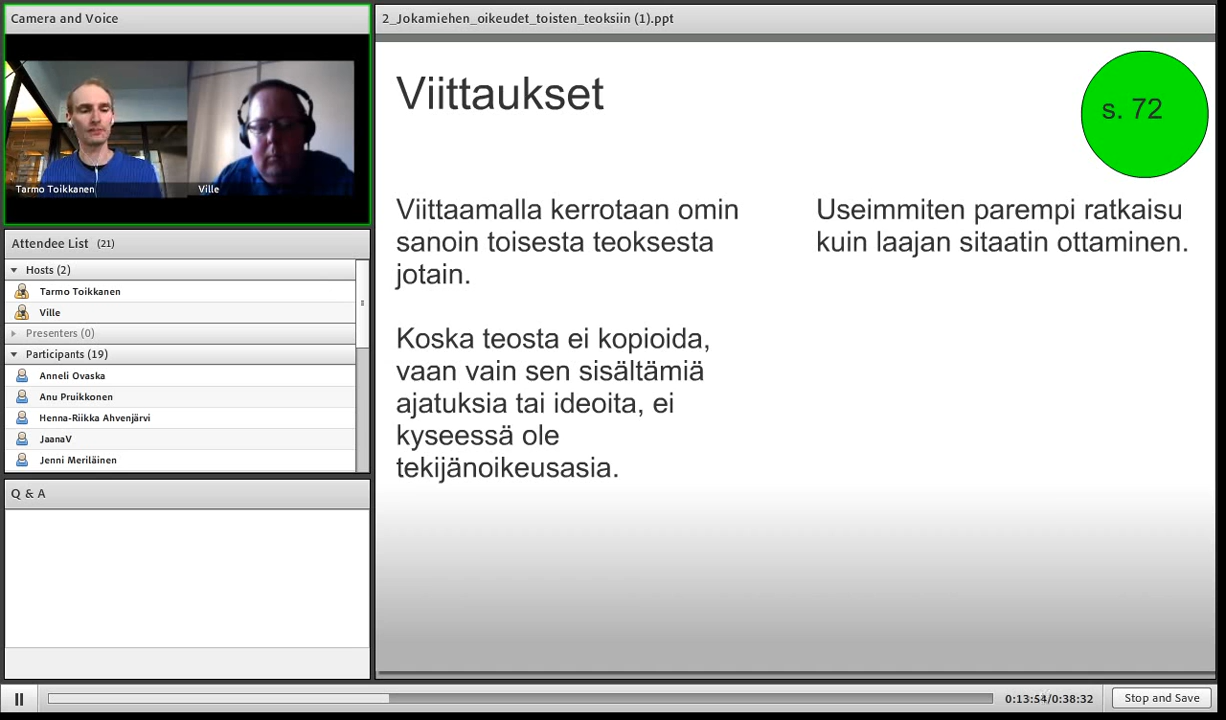 Camera and Voice
Tarmo Toikkanen
Ville
Attendee List (21)
Hosts (2)
Tarmo Toikkanen
Ville
Presenters (0)
Participants (19)
Anneli Ovaska
Anu Pruikkonen
Henna-Riikka Ahvenjärvi
JaanaV
Jenni Meriläinen
Q & A
2_Jokamiehen_oikeudet_toisten_teoksiin (1).ppt
Viittaukset
s. 72
Viittaamalla kerrotaan omin
sanoin toisesta teoksesta
jotain.
Koska teosta ei kopioida,
vaan vain sen sisältämiä
ajatuksia tai ideoita, ei
kyseessä ole
tekijänoikeusasia.
Useimmiten parempi ratkaisu
kuin laajan sitaatin ottaminen.
0:13:54/0:38:32
Stop and Save